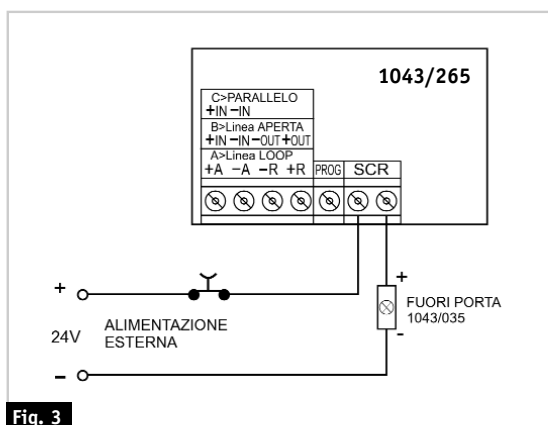 1043/265
C>PARALLELO
+IN −IN
B>Linea APERTA
+IN −IN −OUT +OUT
A>Linea LOOP
+A −A −R +R PROG SCR
+
24V
ALIMENTAZIONE
ESTERNA
−
+
FUORI PORTA
1043/035
-
Fig. 3